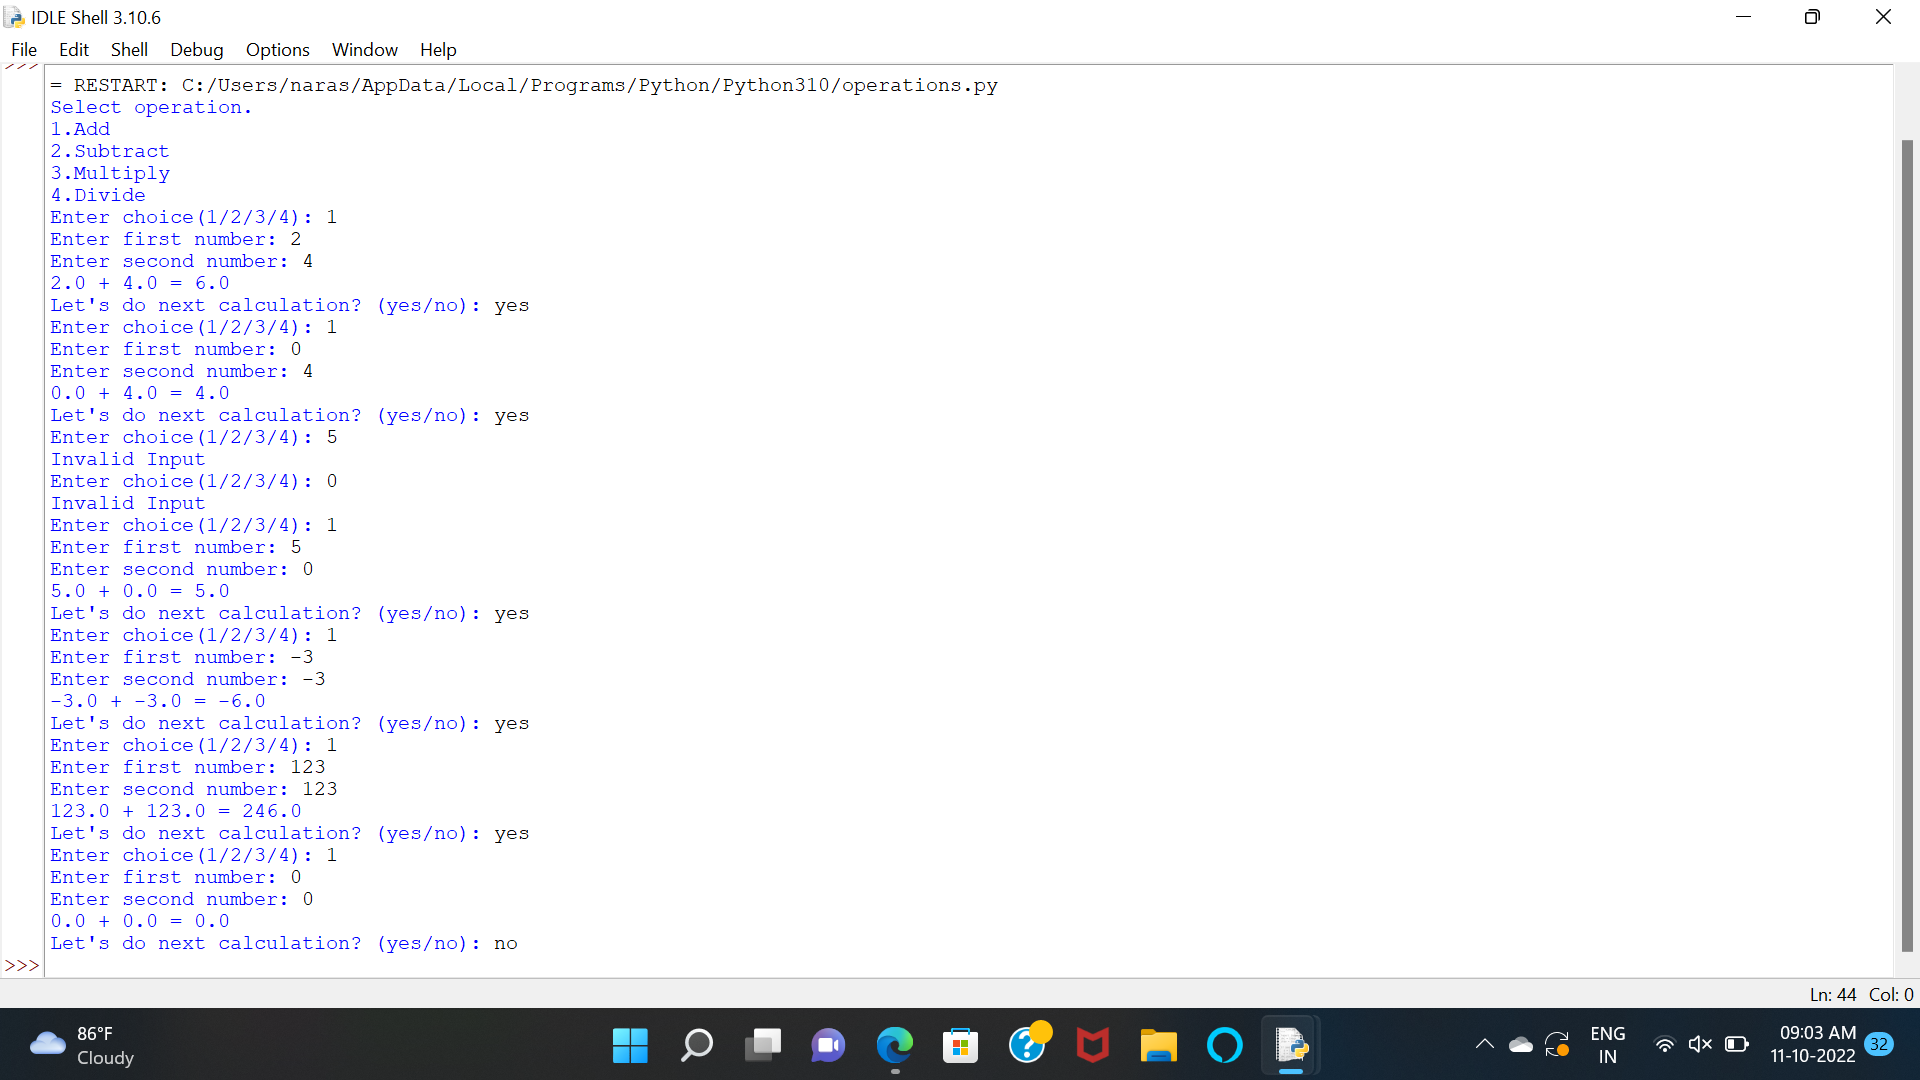 IDLE Shell 3.10.6
File Edit Shell Debug Options Window Help
= RESTART: C:/Users/naras/AppData/Local/Programs/Python/Python310/operations.py
Select operation.
1.Add
2.Subtract
3.Multiply
4.Divide
Enter choice(1/2/3/4): 1
Enter first number: 2
Enter second number: 4
2.0 + 4.0 = 6.0
Let's do next calculation? (yes/no): yes
Enter choice(1/2/3/4): 1
Enter first number: 0
Enter second number: 4
0.0 + 4.0 = 4.0
Let's do next calculation? (yes/no): yes
Enter choice(1/2/3/4): 5
Invalid Input
Enter choice(1/2/3/4): 0
Invalid Input
Enter choice(1/2/3/4): 1
Enter first number: 5
Enter second number: 0
5.0 + 0.0 = 5.0
Let's do next calculation? (yes/no): yes
Enter choice(1/2/3/4): 1
Enter first number: -3
Enter second number: -3
-3.0 + -3.0 = -6.0
Let's do next calculation? (yes/no): yes
Enter choice(1/2/3/4): 1
Enter first number: 123
Enter second number: 123
123.0 + 123.0 = 246.0
Let's do next calculation? (yes/no): yes
Enter choice(1/2/3/4): 1
Enter first number: 0
Enter second number: 0
0.0 + 0.0 = 0.0
Let's do next calculation? (yes/no): no
>>>
Ln: 44 Col: 0
86°F
Cloudy
ENG
IN
09:03 AM
11-10-2022
32